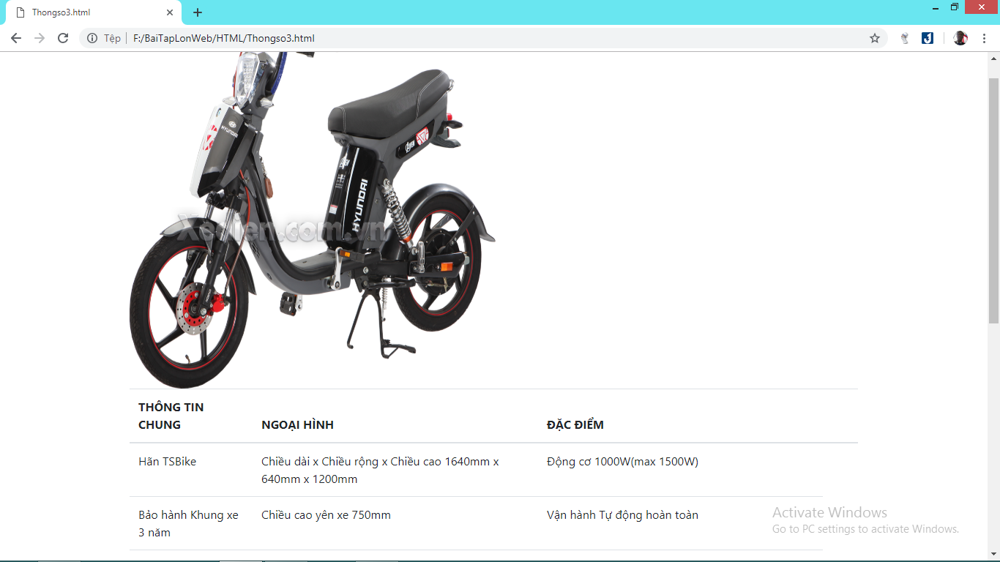 Thongso3.html
Tệp
F:/BaiTapLonWeb/HTML/Thongso3.html
HYUNDAI
HYUNDAI
Xedien.com.vn
THÔNG TIN CHUNG
NGOẠI HÌNH
ĐẶC ĐIỂM
Hãn TSBike
Chiều dài x Chiều rộng x Chiều cao 1640mm x
640mm x 1200mm
Động cơ 1000W(max 1500W)
Bảo hành Khung xe
3 năm
Chiều cao yên xe 750mm
Vận hành Tự động hoàn toàn
Activate Windows
Go to PC settings to activate Windows.